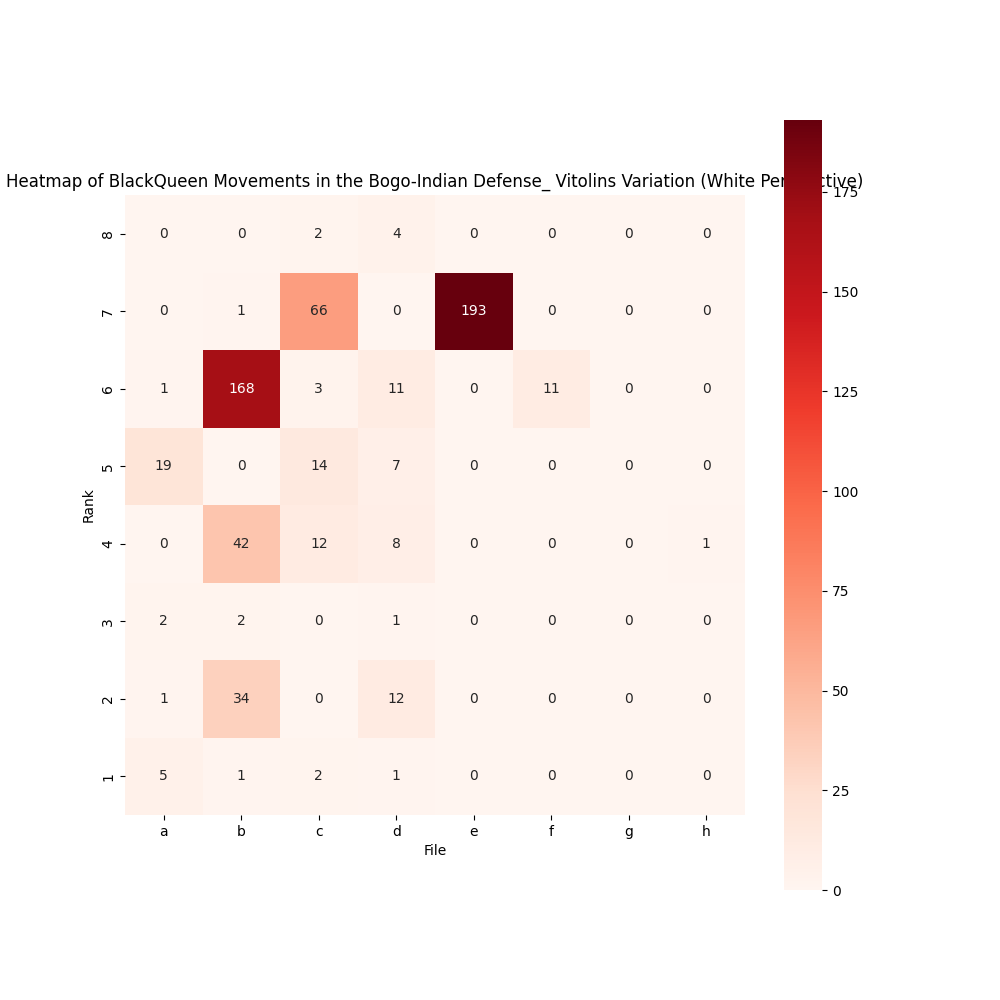 Heatmap of BlackQueen Movements in the Bogo-Indian Defense_ Vitolins Variation (White
175
8 0 0 2 4 0 0 0 0
7 0 1 66 0 193 0 0 0
150
6 1 168 3 11 0 11 0 0
125
5 19 0 14 7 0 0 0 0
100
Rank
4 0 42 12 8 0 0 0 1
75
3 2 2 0 1 0 0 0 0
50
2 1 34 0 12 0 0 0 0
25
1 5 1 2 1 0 0 0 0
a b c d e f g h
File
0